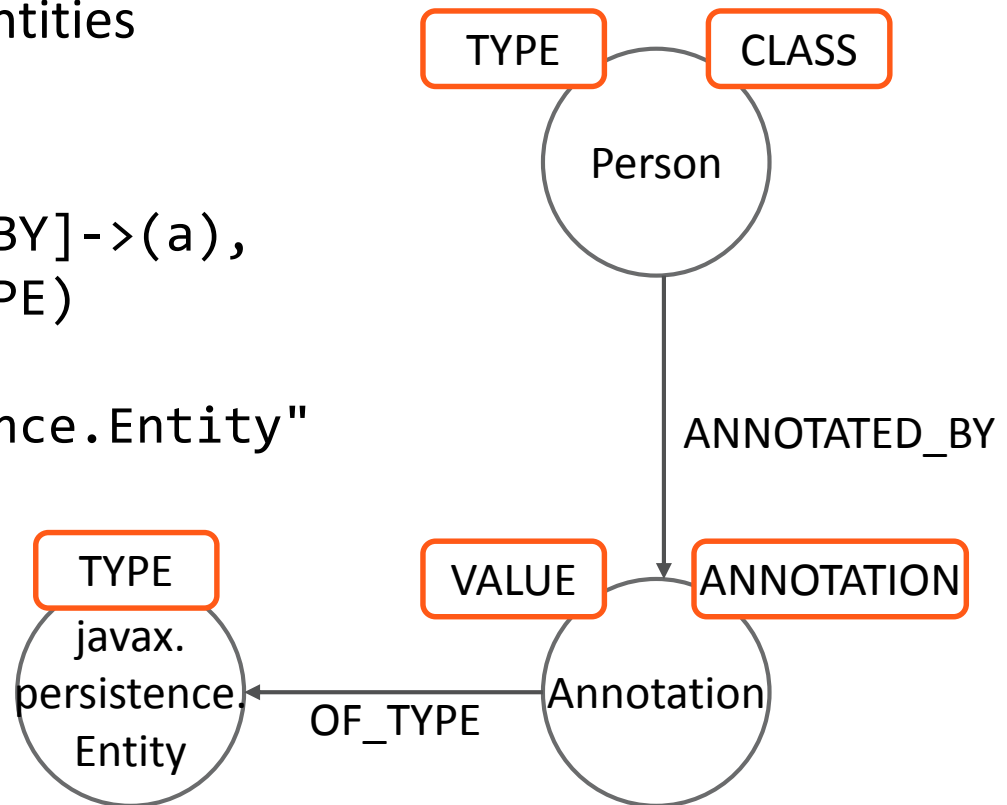 ntities
BY]->(a),
PE)
nce.Entity"
TYPE
CLASS
Person
ANNOTATED_BY
VALUE
ANNOTATION
Annotation
OF_TYPE
TYPE
javax.
persistence.
Entity